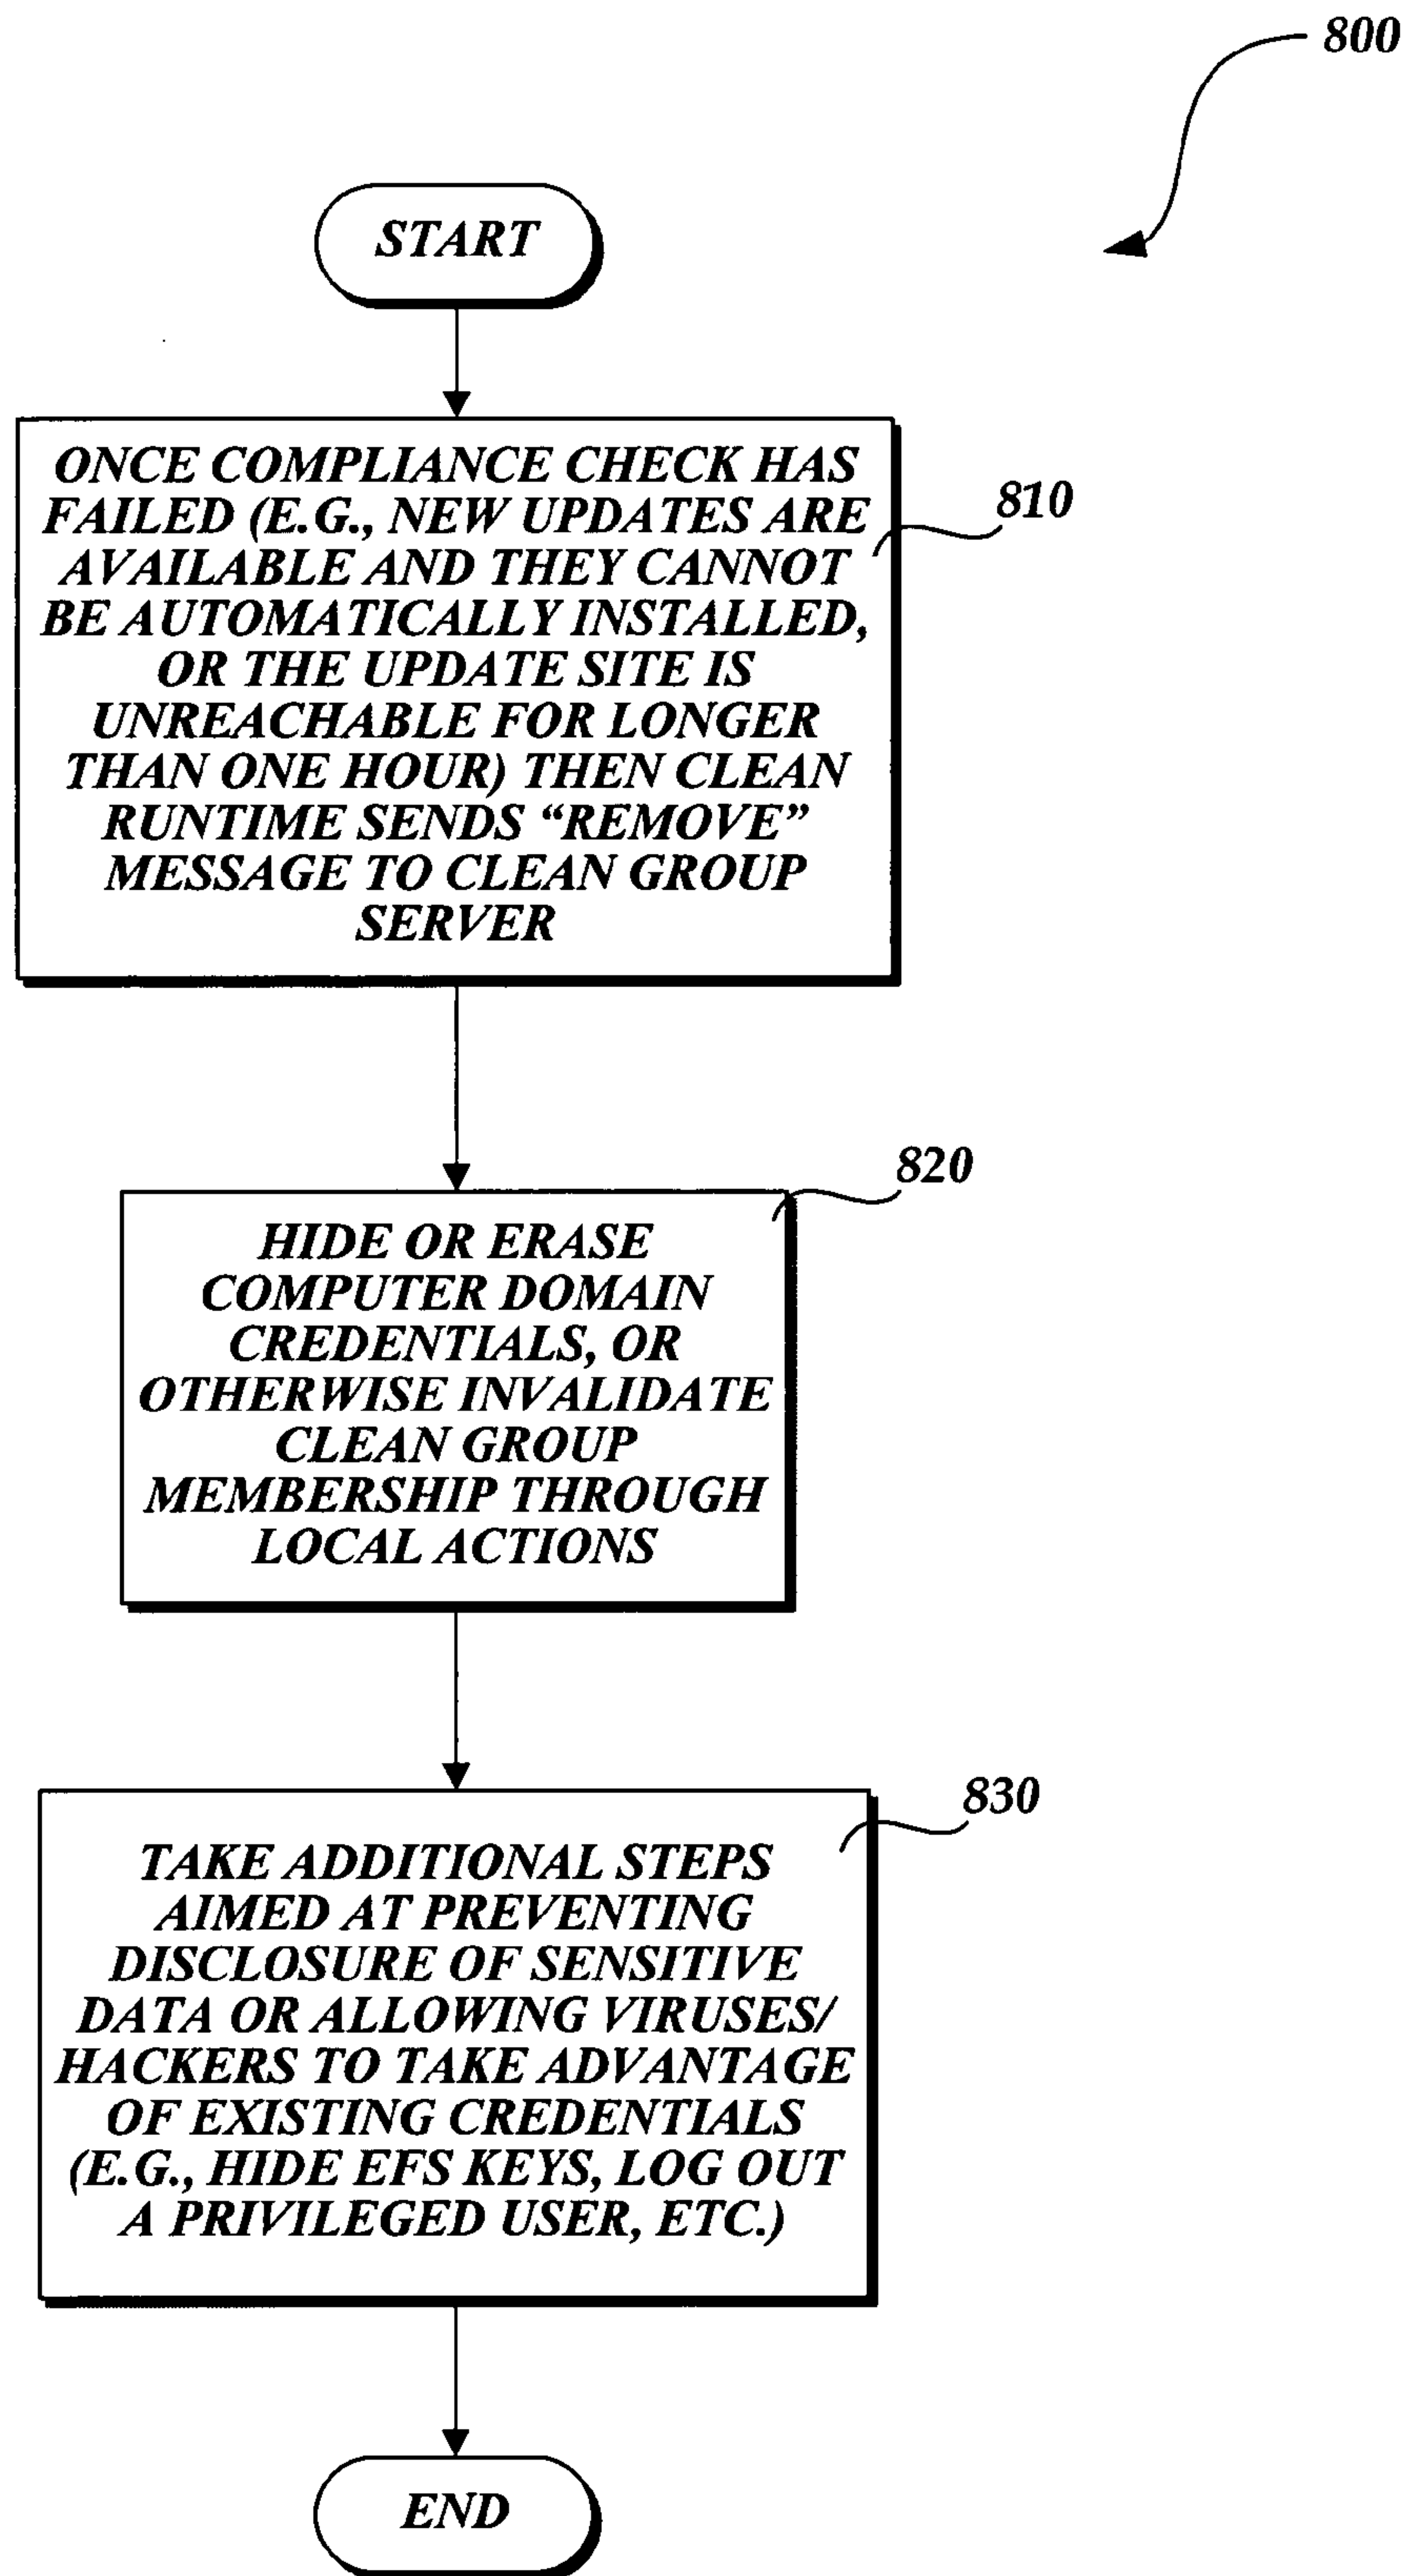 800
START
ONCE COMPLIANCE CHECK HAS
FAILED (E.G., NEW UPDATES ARE
AVAILABLE AND THEY CANNOT
BE AUTOMATICALLY INSTALLED,
OR THE UPDATE SITE IS
UNREACHABLE FOR LONGER
THAN ONE HOUR) THEN CLEAN
RUNTIME SENDS “REMOVE”
MESSAGE TO CLEAN GROUP
SERVER
810
820
HIDE OR ERASE
COMPUTER DOMAIN
CREDENTIALS, OR
OTHERWISE INVALIDATE
CLEAN GROUP
MEMBERSHIP THROUGH
LOCAL ACTIONS
830
TAKE ADDITIONAL STEPS
AIMED AT PREVENTING
DISCLOSURE OF SENSITIVE
DATA OR ALLOWING VIRUSES/
HACKERS TO TAKE ADVANTAGE
OF EXISTING CREDENTIALS
(E.G., HIDE EFS KEYS, LOG OUT
A PRIVILEGED USER, ETC.)
END